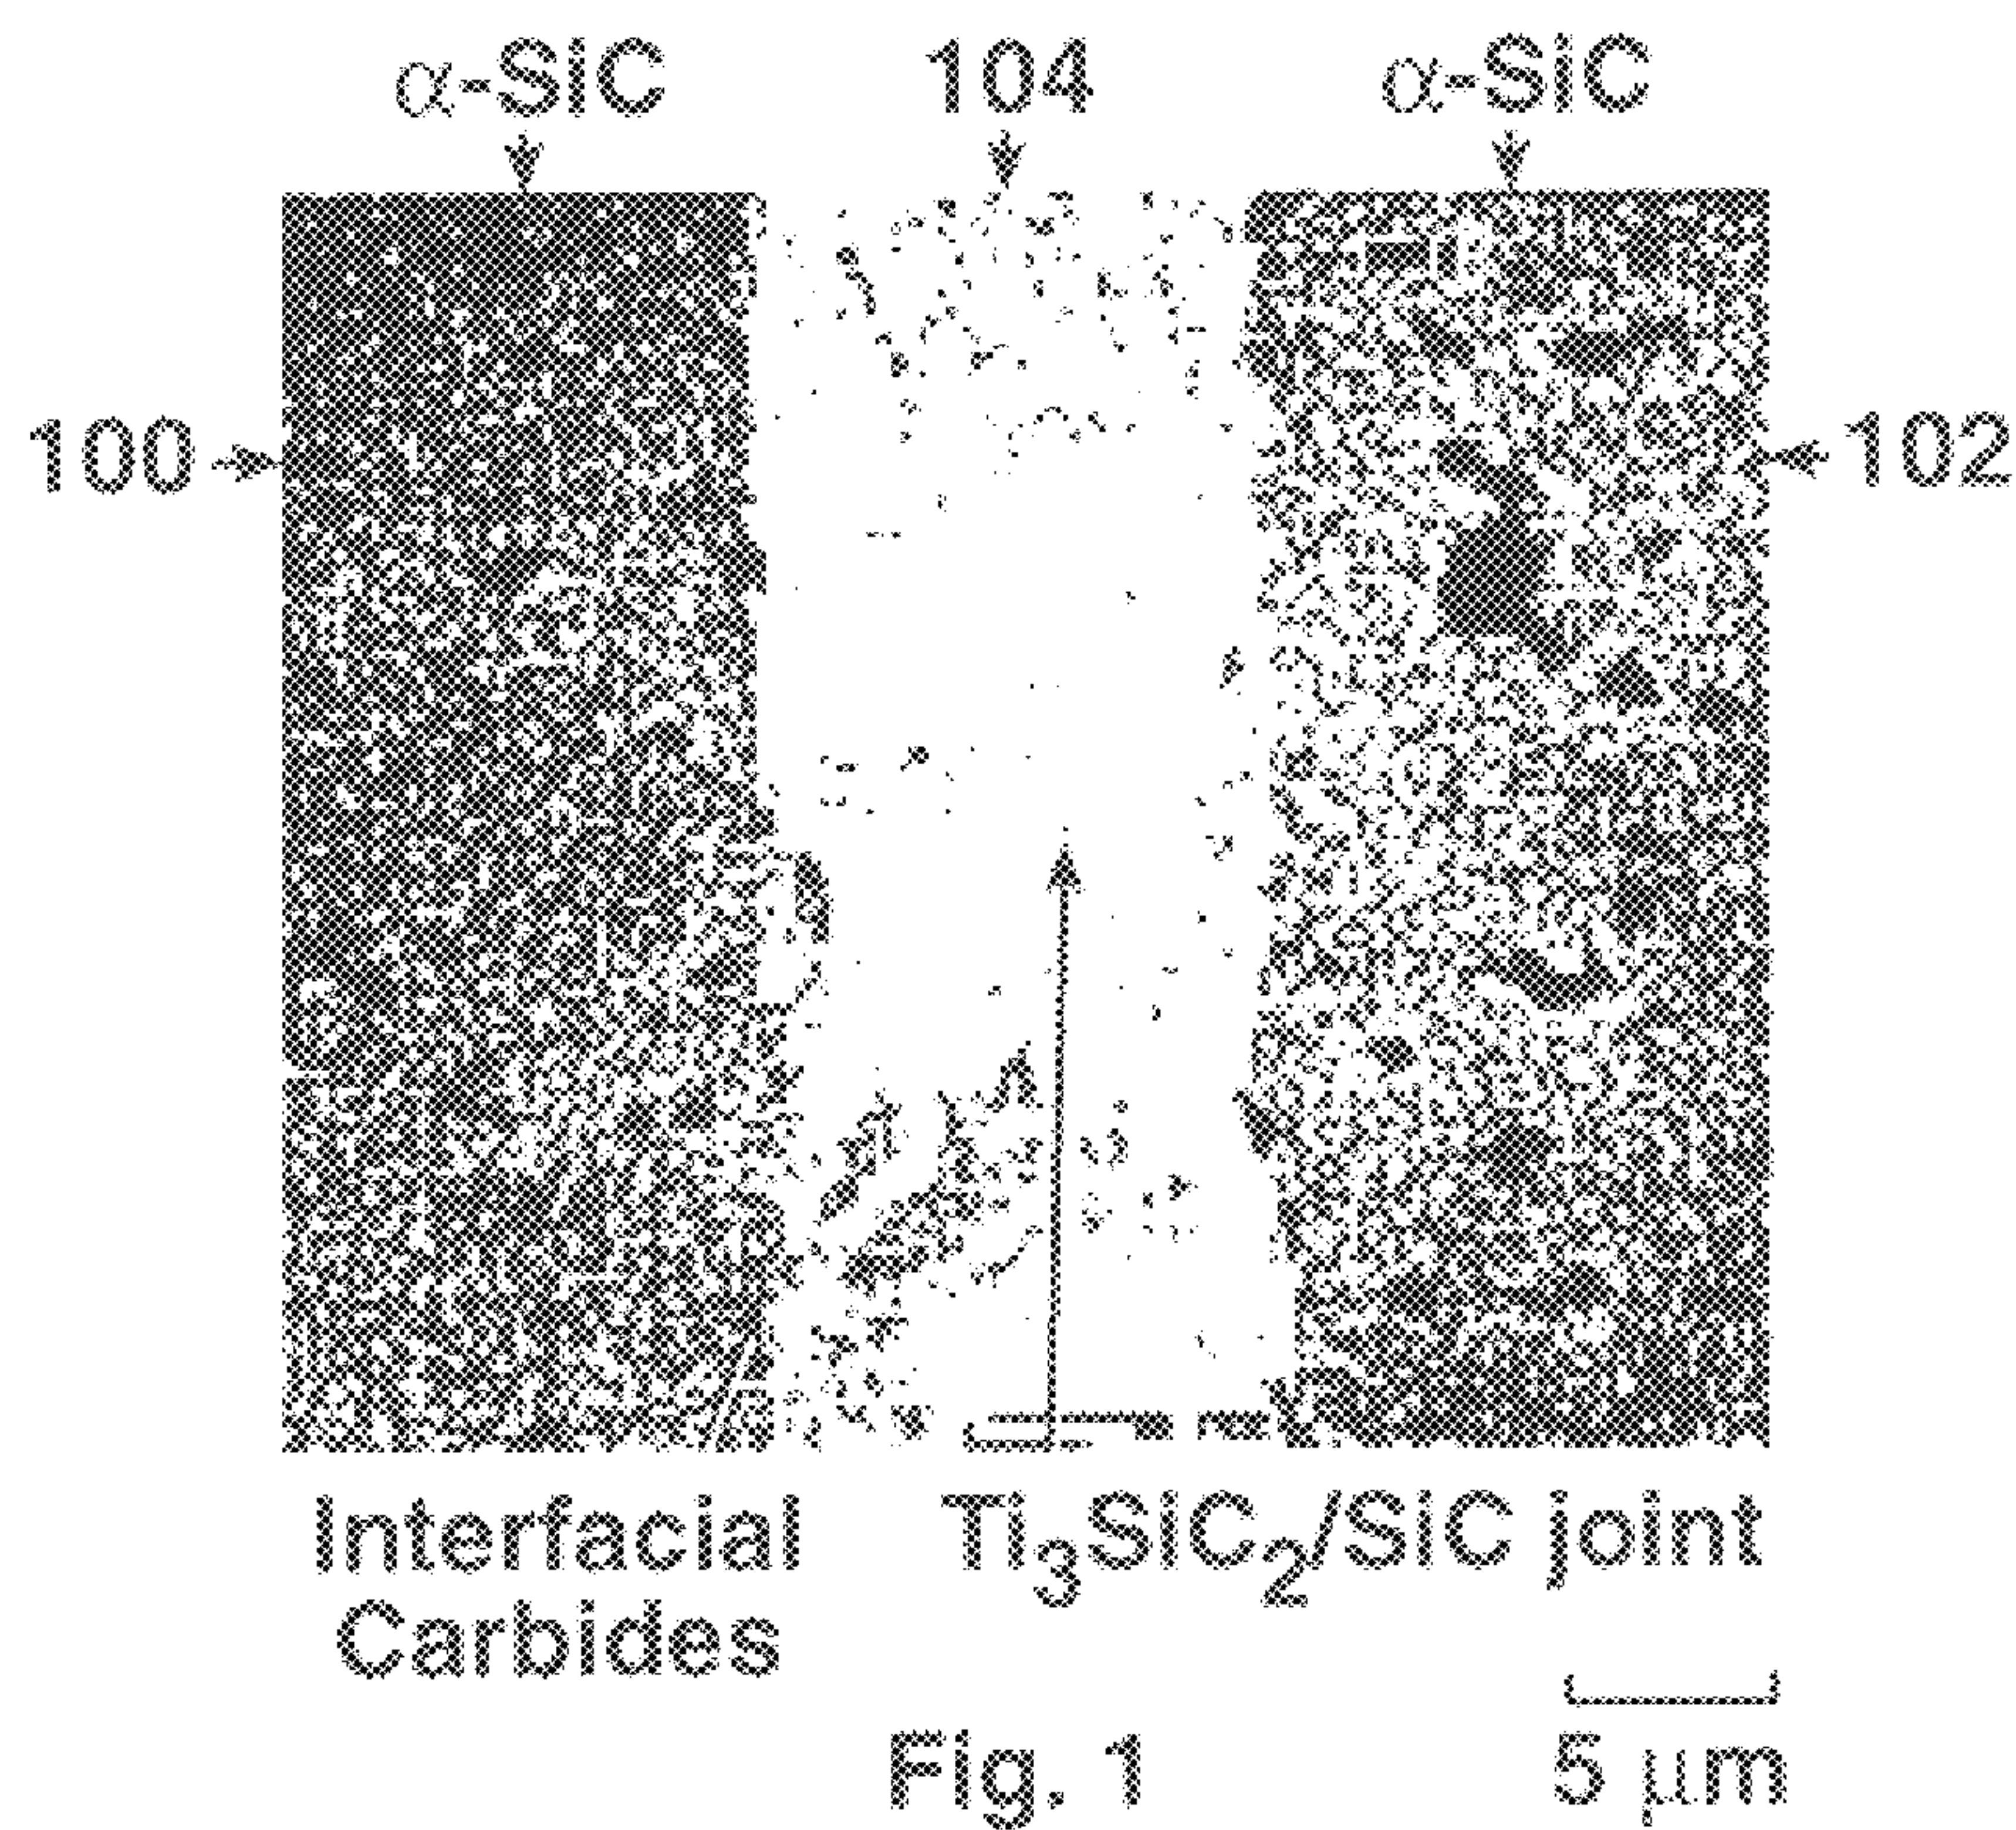 α-SiC 104 α-SiC
100 102
Interfacial Ti₃SiC₂/SiC joint
Carbides
5 μm
Fig. 1